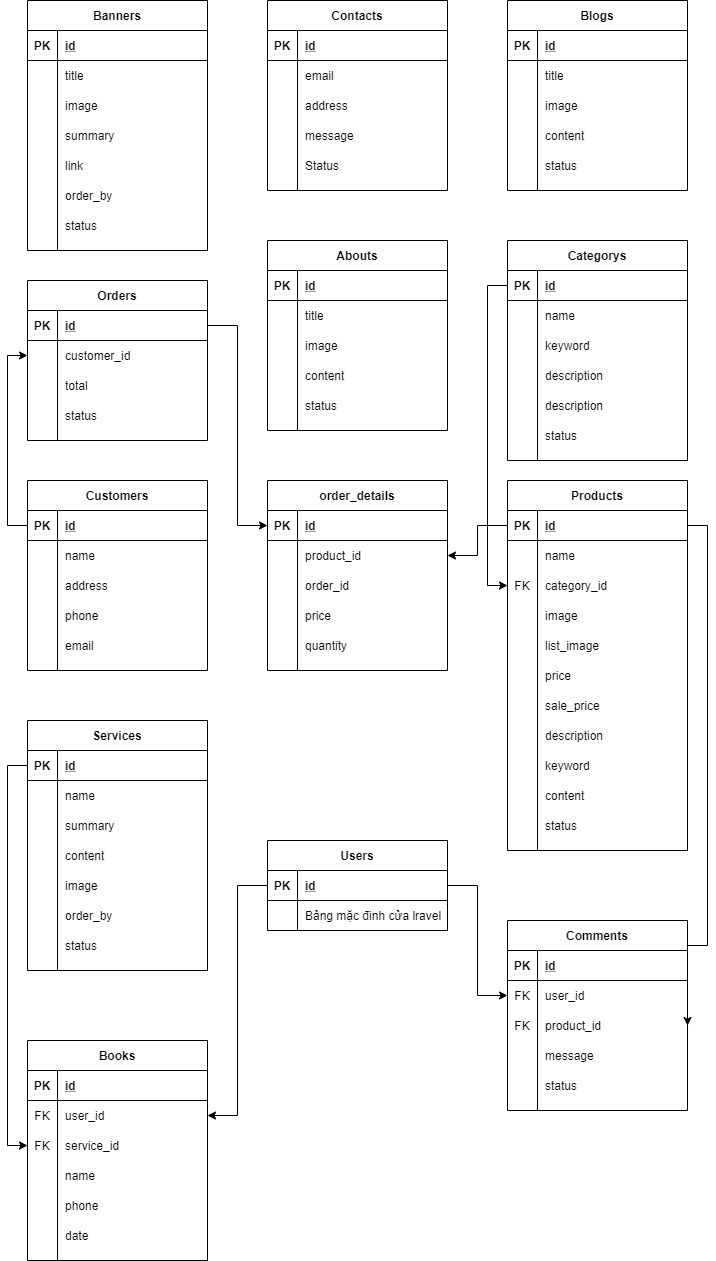 Banners
PK id
title
image
summary
link
order_by
status
Contacts
PK id
email
address
message
Status
Blogs
PK id
title
image
content
status
Orders
PK id
customer_id
total
status
Abouts
PK id
title
image
content
status
Categorys
PK id
name
keyword
description
description
status
Customers
PK id
name
address
phone
email
order_details
PK id
product_id
order_id
price
quantity
Products
PK id
name
FK category_id
image
list_image
price
sale_price
description
keyword
content
status
Services
PK id
name
summary
content
image
order_by
status
Users
PK id
Bảng mặc đinh cửa lravel
Comments
PK id
FK user_id
FK product_id
message
status
Books
PK id
FK user_id
FK service_id
name
phone
date